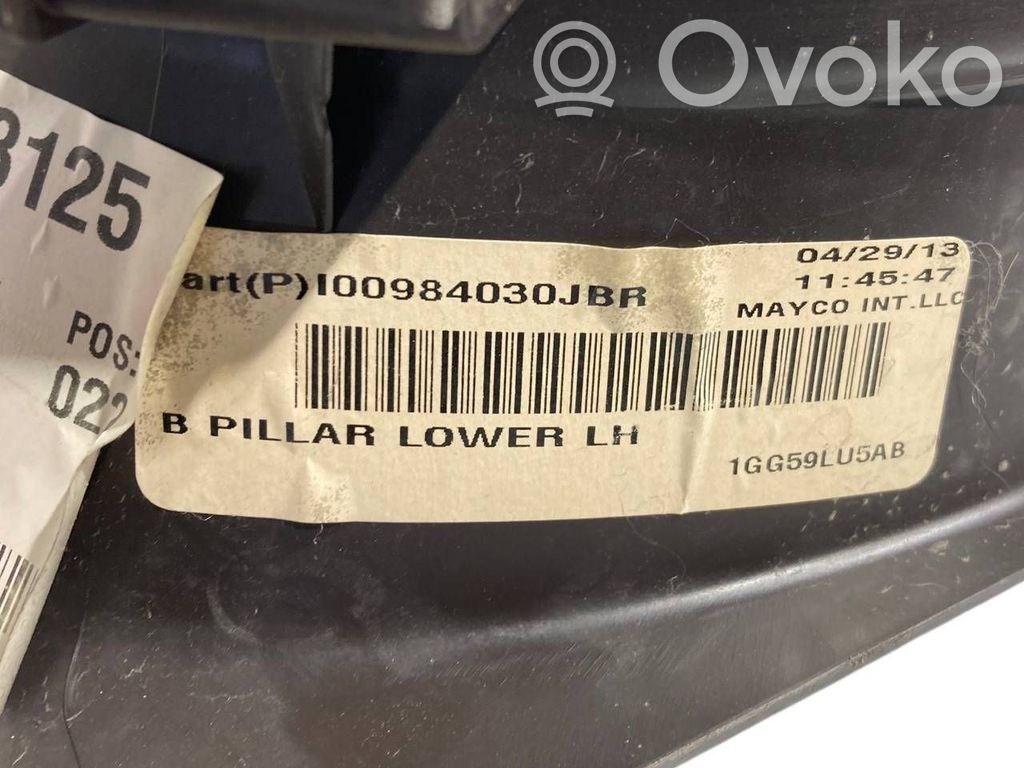 Ovoko
3125
POS:
022
art(P)I00984030JBR
04/29/13
11:45:47
MAYCO INT.LLC
B PILLAR LOWER LH
1GG59LU5AB